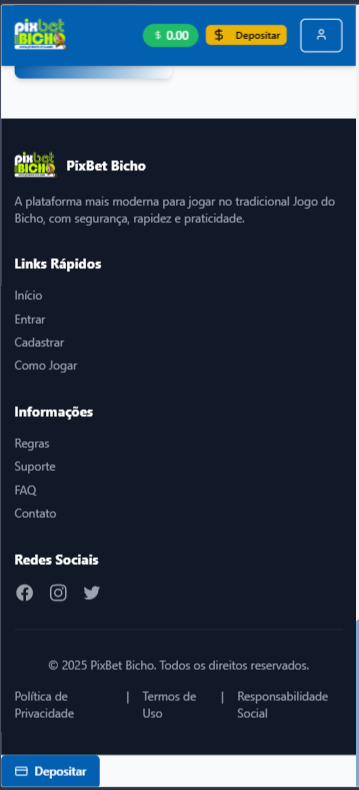 pixbet
BICHO
$ 0.00
$ Depositar
pixbet
BICHO
PixBet Bicho
A plataforma mais moderna para jogar no tradicional Jogo do
Bicho, com segurança, rapidez e praticidade.
Links Rápidos
Início
Entrar
Cadastrar
Como Jogar
Informações
Regras
Suporte
FAQ
Contato
Redes Sociais
© 2025 PixBet Bicho. Todos os direitos reservados.
Política de Privacidade | Termos de Uso | Responsabilidade Social
Depositar